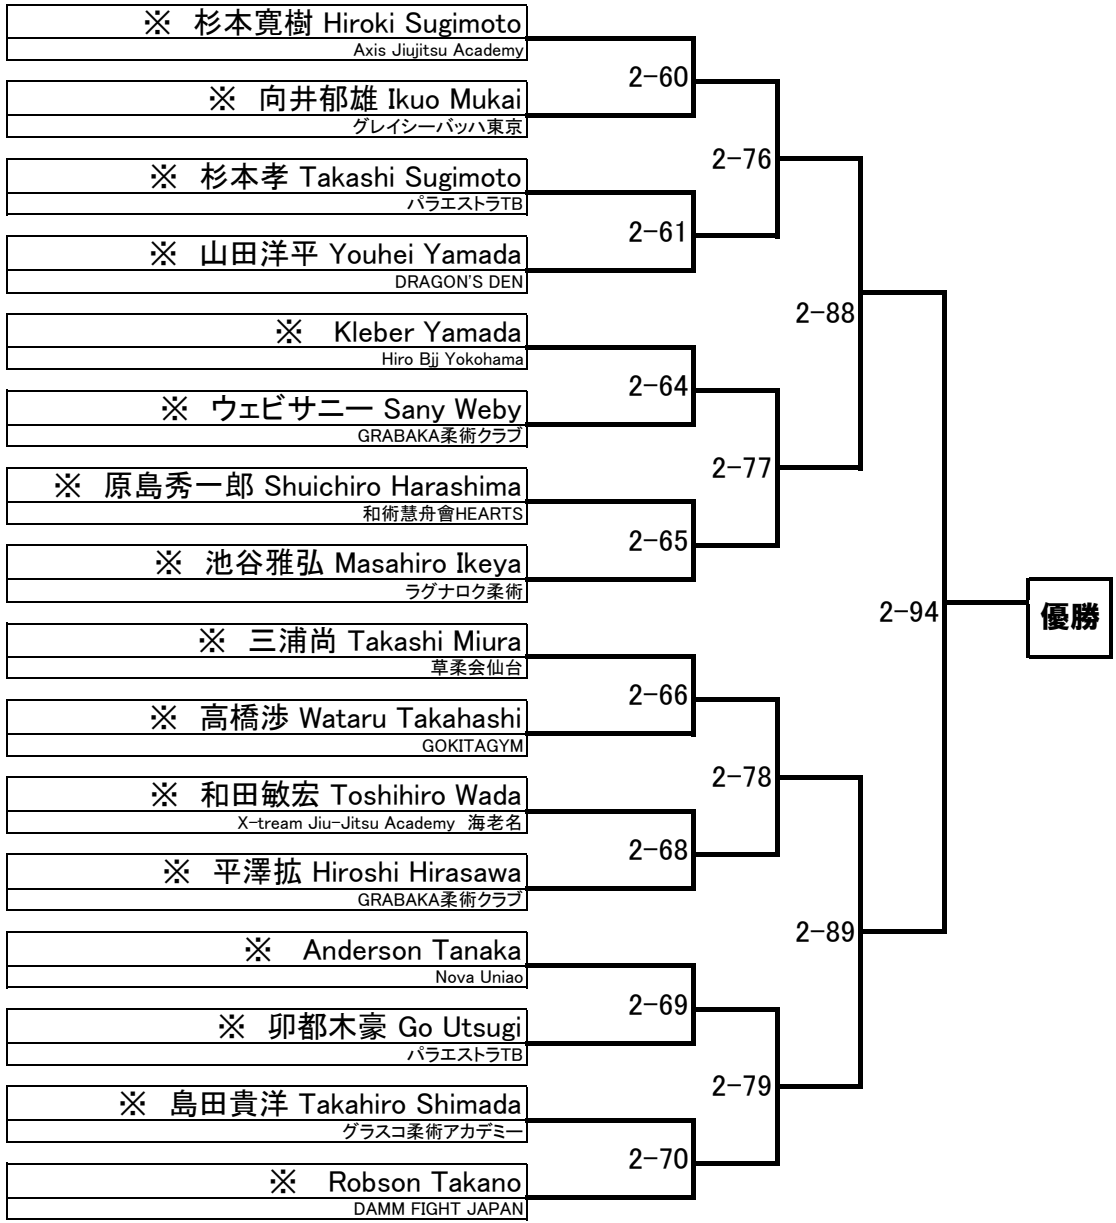 ※ 杉本寛樹 Hiroki Sugimoto
Axis Jiujitsu Academy
2-60
※ 向井郁雄 Ikuo Mukai
グレイシーバッハ東京
2-76
※ 杉本孝 Takashi Sugimoto
パラエストラTB
2-61
※ 山田洋平 Youhei Yamada
DRAGON'S DEN
2-88
※ Kleber Yamada
Hiro Bjj Yokohama
2-64
※ ウェビサニー Sany Weby
GRABAKA柔術クラブ
2-77
※ 原島秀一郎 Shuichiro Harashima
和術慧舟會HEARTS
2-65
※ 池谷雅弘 Masahiro Ikeya
ラグナロク柔術
2-94
優勝
※ 三浦尚 Takashi Miura
草柔会仙台
2-66
※ 高橋渉 Wataru Takahashi
GOKITAGYM
2-78
※ 和田敏宏 Toshihiro Wada
X-tream Jiu-Jitsu Academy 海老名
2-68
※ 平澤拡 Hiroshi Hirasawa
GRABAKA柔術クラブ
2-89
※ Anderson Tanaka
Nova Uniao
2-69
※ 卯都木豪 Go Utsugi
パラエストラTB
2-79
※ 島田貴洋 Takahiro Shimada
グラスコ柔術アカデミー
2-70
※ Robson Takano
DAMM FIGHT JAPAN